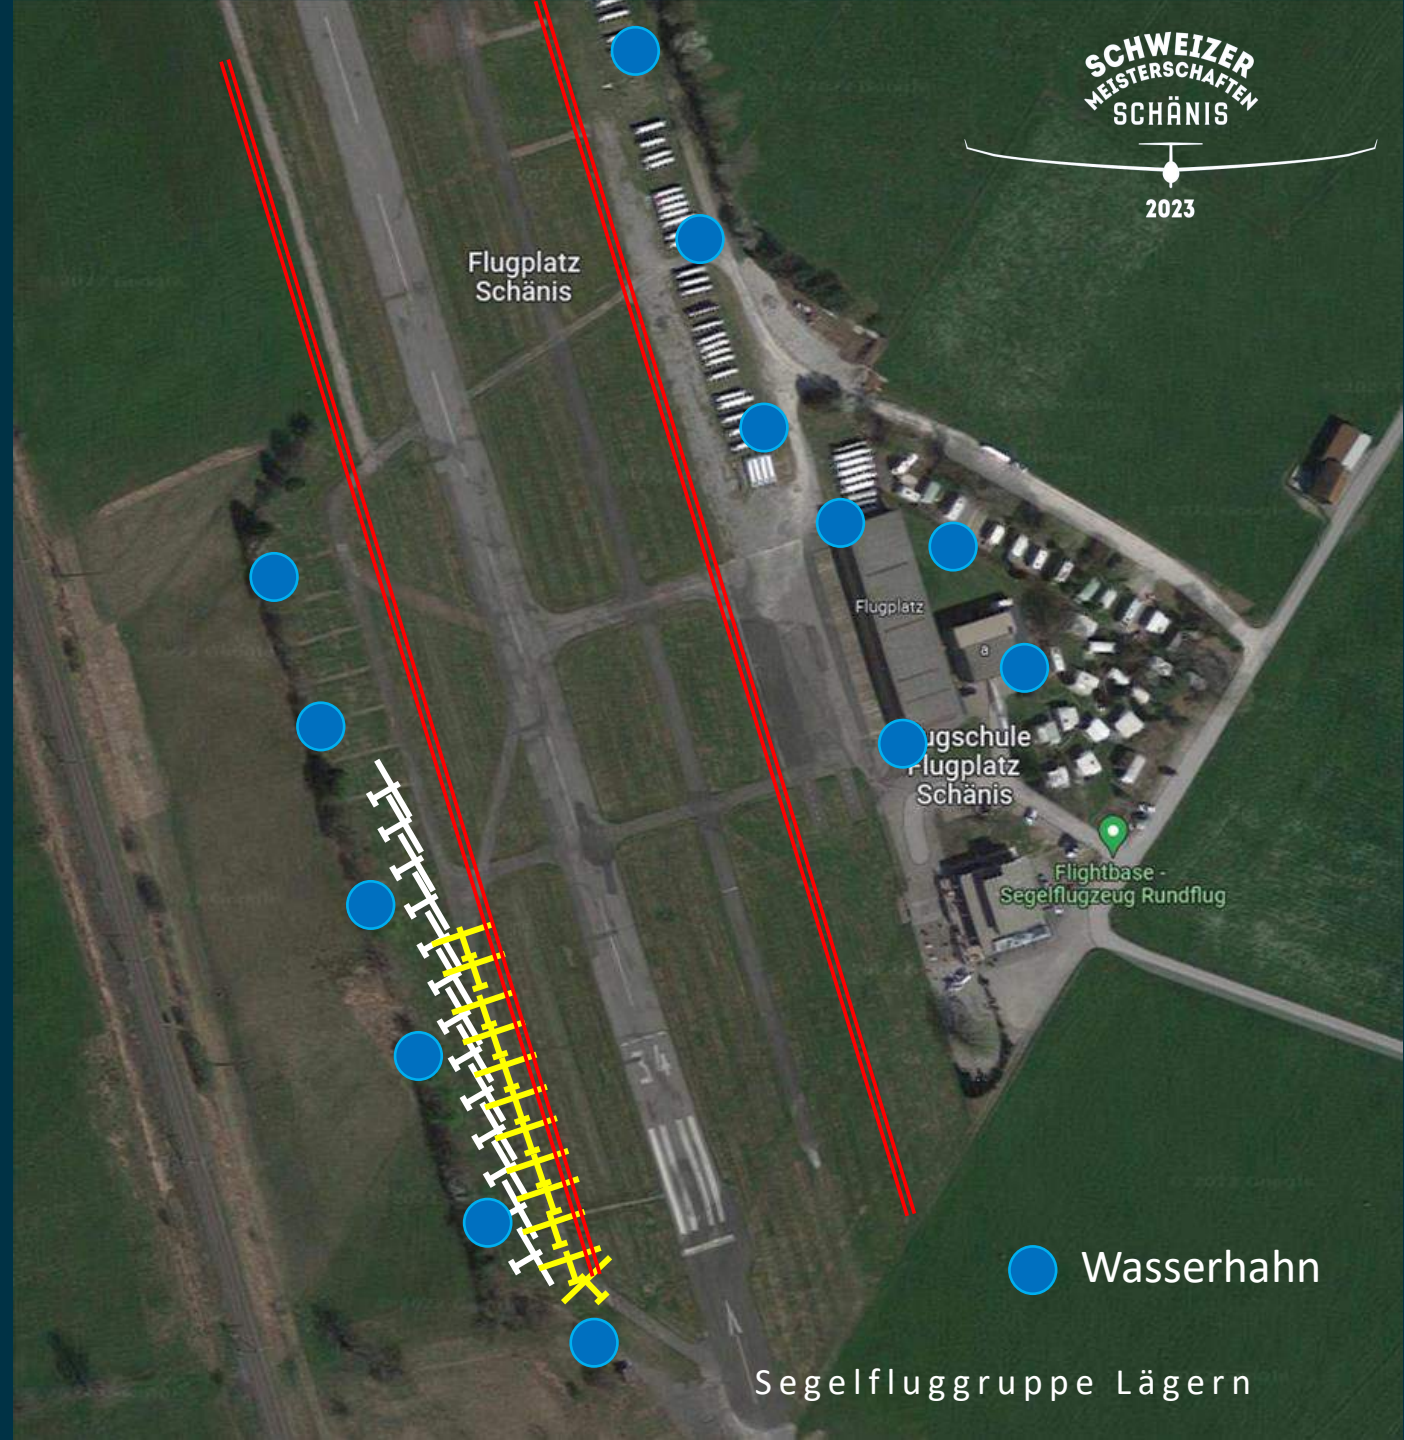 SCHWEIZER
MEISTERSCHAFTEN
SCHÄNIS
2023
Flugplatz
Schänis
Flugplatz
a
ugschule
Flugplatz
Schänis
Flightbase -
Segelflugzeug Rundflug
34
Wasserhahn
Segelfluggruppe Lägern